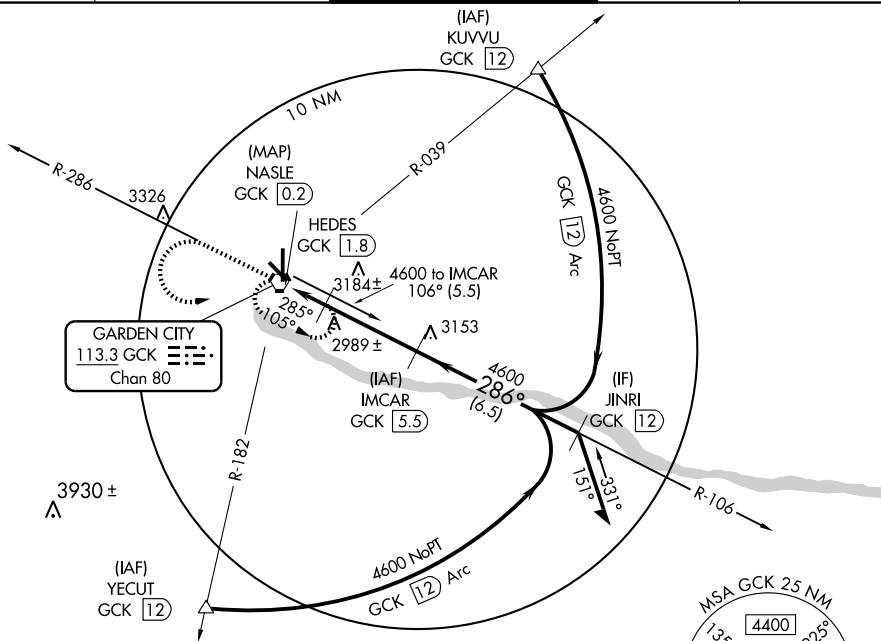 (IAF)
KUVVU
GCK 12
10 NM
R-039
(MAP)
NASLE
GCK 0.2
R-286
3326
HEDES
GCK 1.8
GCK 12 Arc
4600 NoPT
3184 ±
4600 to IMCAR
106° (5.5)
285°
105°
2989 ±
3153
GARDEN CITY
113.3 GCK
Chan 80
(IAF)
IMCAR
GCK 5.5
4600
286°
(6.5)
(IF)
JINRI
GCK 12
R-182
151°
331°
R-106
3930 ±
4600 NoPT
GCK 12 Arc
(IAF)
YECUT
GCK 12
MSA GCK 25 NM
4400